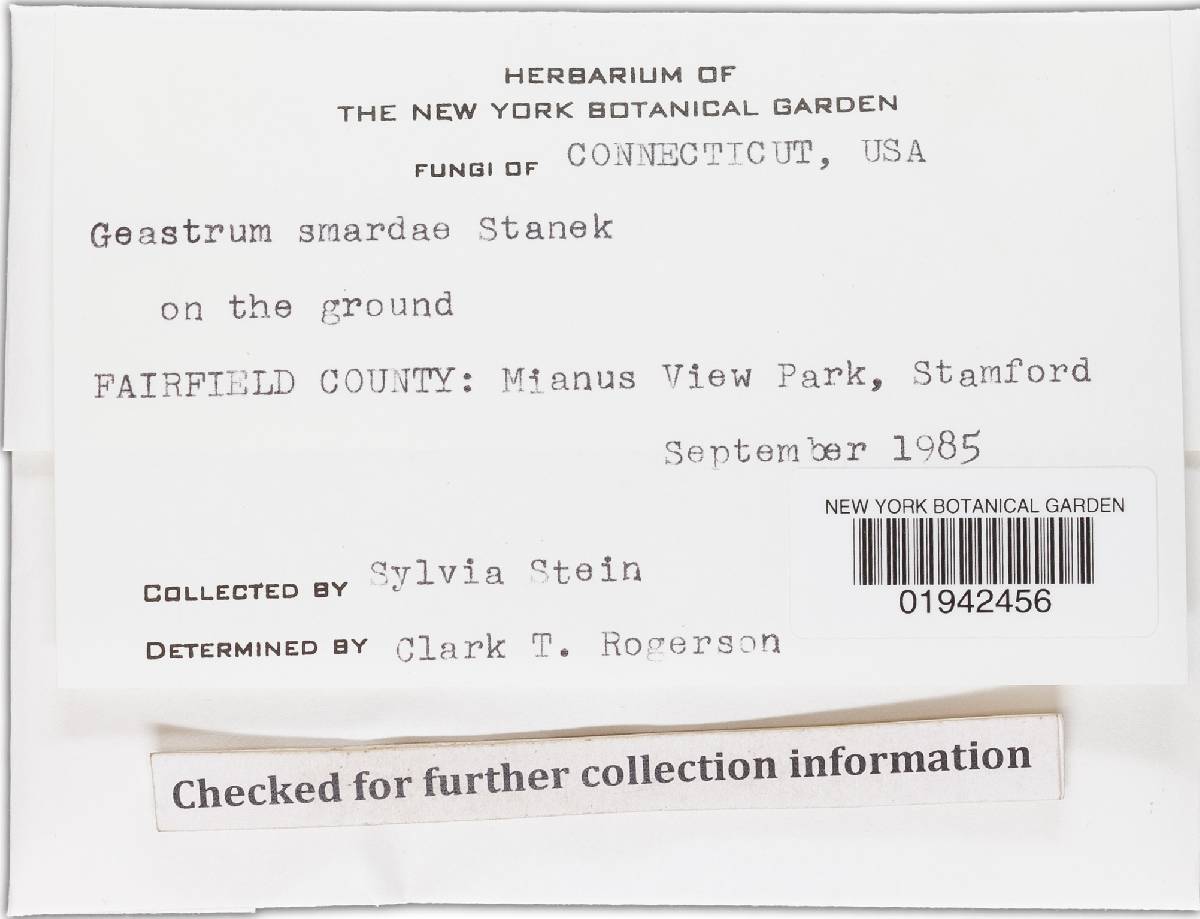 HERBARIUM OF
THE NEW YORK BOTANICAL GARDEN
FUNGI OF CONNECTICUT, USA
Geastrum smardae Stanek
on the ground
FAIRFIELD COUNTY: Mianus View Park, Stamford
September 1985
NEW YORK BOTANICAL GARDEN
01942456
COLLECTED BY Sylvia Stein
DETERMINED BY Clark T. Rogerson
Checked for further collection information